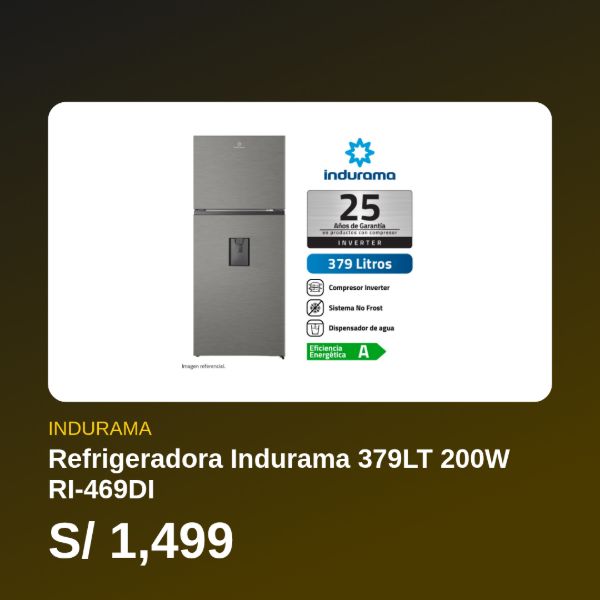 indurama
25
Años de Garantía
en productos con compresor
INVERTER
379 Litros
Compresor Inverter
Sistema No Frost
Dispensador de agua
Eficiencia
Energética A
Imagen referencial.
INDURAMA
Refrigeradora Indurama 379LT 200W
RI-469DI
S/ 1,499